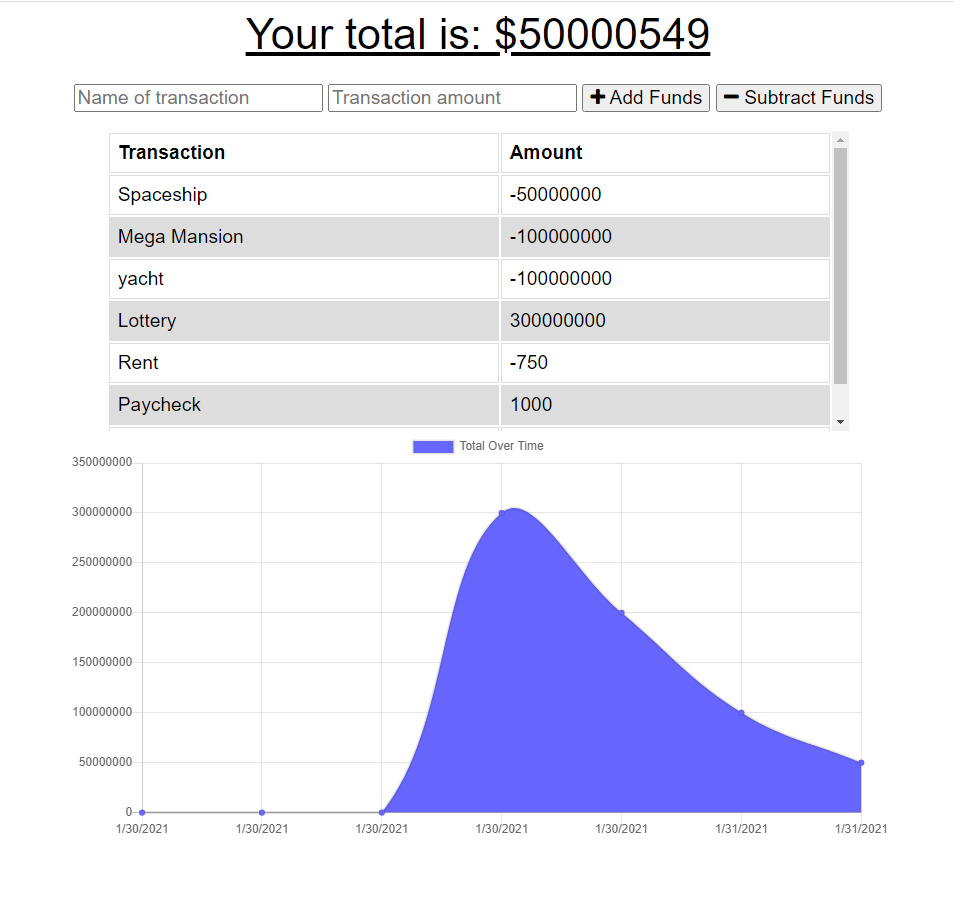 Your total is: $50000549
Name of transaction Transaction amount Add Funds Subtract Funds
Transaction Amount
Spaceship -50000000
Mega Mansion -100000000
yacht -100000000
Lottery 300000000
Rent -750
Paycheck 1000
Total Over Time
350000000
300000000
250000000
200000000
150000000
100000000
50000000
0
1/30/2021 1/30/2021 1/30/2021 1/30/2021 1/30/2021 1/31/2021 1/31/2021